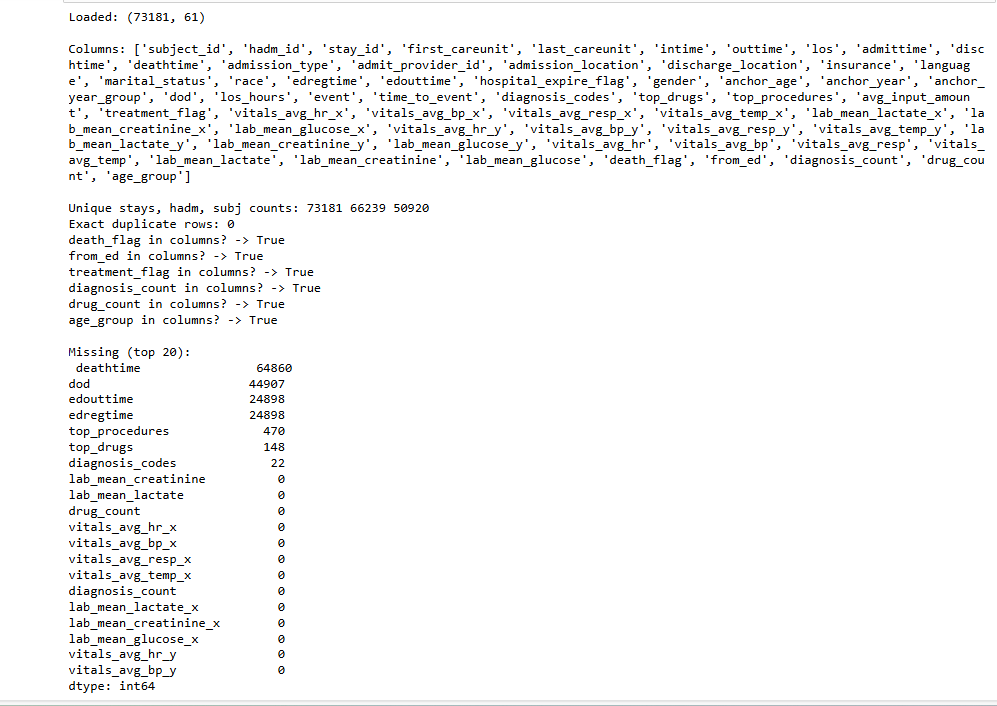 Loaded: (73181, 61)
Columns: ['subject_id', 'hadm_id', 'stay_id', 'first_careunit', 'last_careunit', 'intime', 'outtime', 'los', 'admittime', 'disc
htime', 'deathtime', 'admission_type', 'admit_provider_id', 'admission_location', 'discharge_location', 'insurance', 'languag
e', 'marital_status', 'race', 'edregtime', 'edouttime', 'hospital_expire_flag', 'gender', 'anchor_age', 'anchor_year', 'anchor_
year_group', 'dod', 'los_hours', 'event', 'time_to_event', 'diagnosis_codes', 'top_drugs', 'top_procedures', 'avg_input_amoun
t', 'treatment_flag', 'vitals_avg_hr_x', 'vitals_avg_bp_x', 'vitals_avg_resp_x', 'vitals_avg_temp_x', 'lab_mean_lactate_x', 'la
b_mean_creatinine_x', 'lab_mean_glucose_x', 'vitals_avg_hr_y', 'vitals_avg_bp_y', 'vitals_avg_resp_y', 'vitals_avg_temp_y', 'la
b_mean_lactate_y', 'lab_mean_creatinine_y', 'lab_mean_glucose_y', 'vitals_avg_hr', 'vitals_avg_bp', 'vitals_avg_resp', 'vitals_
avg_temp', 'lab_mean_lactate', 'lab_mean_creatinine', 'lab_mean_glucose', 'death_flag', 'from_ed', 'diagnosis_count', 'drug_cou
nt', 'age_group']
Unique stays, hadm, subj counts: 73181 66239 50920
Exact duplicate rows: 0
death_flag in columns? -> True
from_ed in columns? -> True
treatment_flag in columns? -> True
diagnosis_count in columns? -> True
drug_count in columns? -> True
age_group in columns? -> True
Missing (top 20):
deathtime 64860
dod 44907
edouttime 24898
edregtime 24898
top_procedures 470
top_drugs 148
diagnosis_codes 22
lab_mean_creatinine 0
lab_mean_lactate 0
drug_count 0
vitals_avg_hr_x 0
vitals_avg_bp_x 0
vitals_avg_resp_x 0
vitals_avg_temp_x 0
diagnosis_count 0
lab_mean_lactate_x 0
lab_mean_creatinine_x 0
lab_mean_glucose_x 0
vitals_avg_hr_y 0
vitals_avg_bp_y 0
dtype: int64